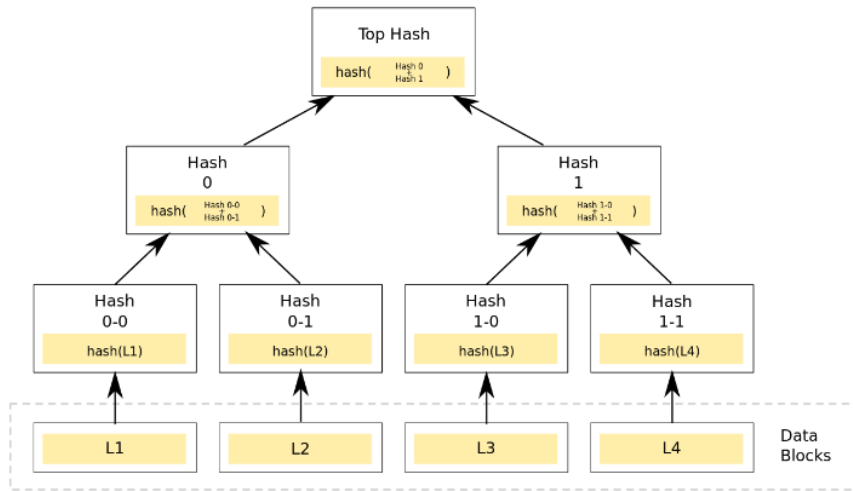 Top Hash
hash( Hash 0 + Hash 1 )
Hash
0
hash( Hash 0-0 + Hash 0-1 )
Hash
1
hash( Hash 1-0 + Hash 1-1 )
Hash
0-0
hash(L1)
Hash
0-1
hash(L2)
Hash
1-0
hash(L3)
Hash
1-1
hash(L4)
L1
L2
L3
L4
Data
Blocks